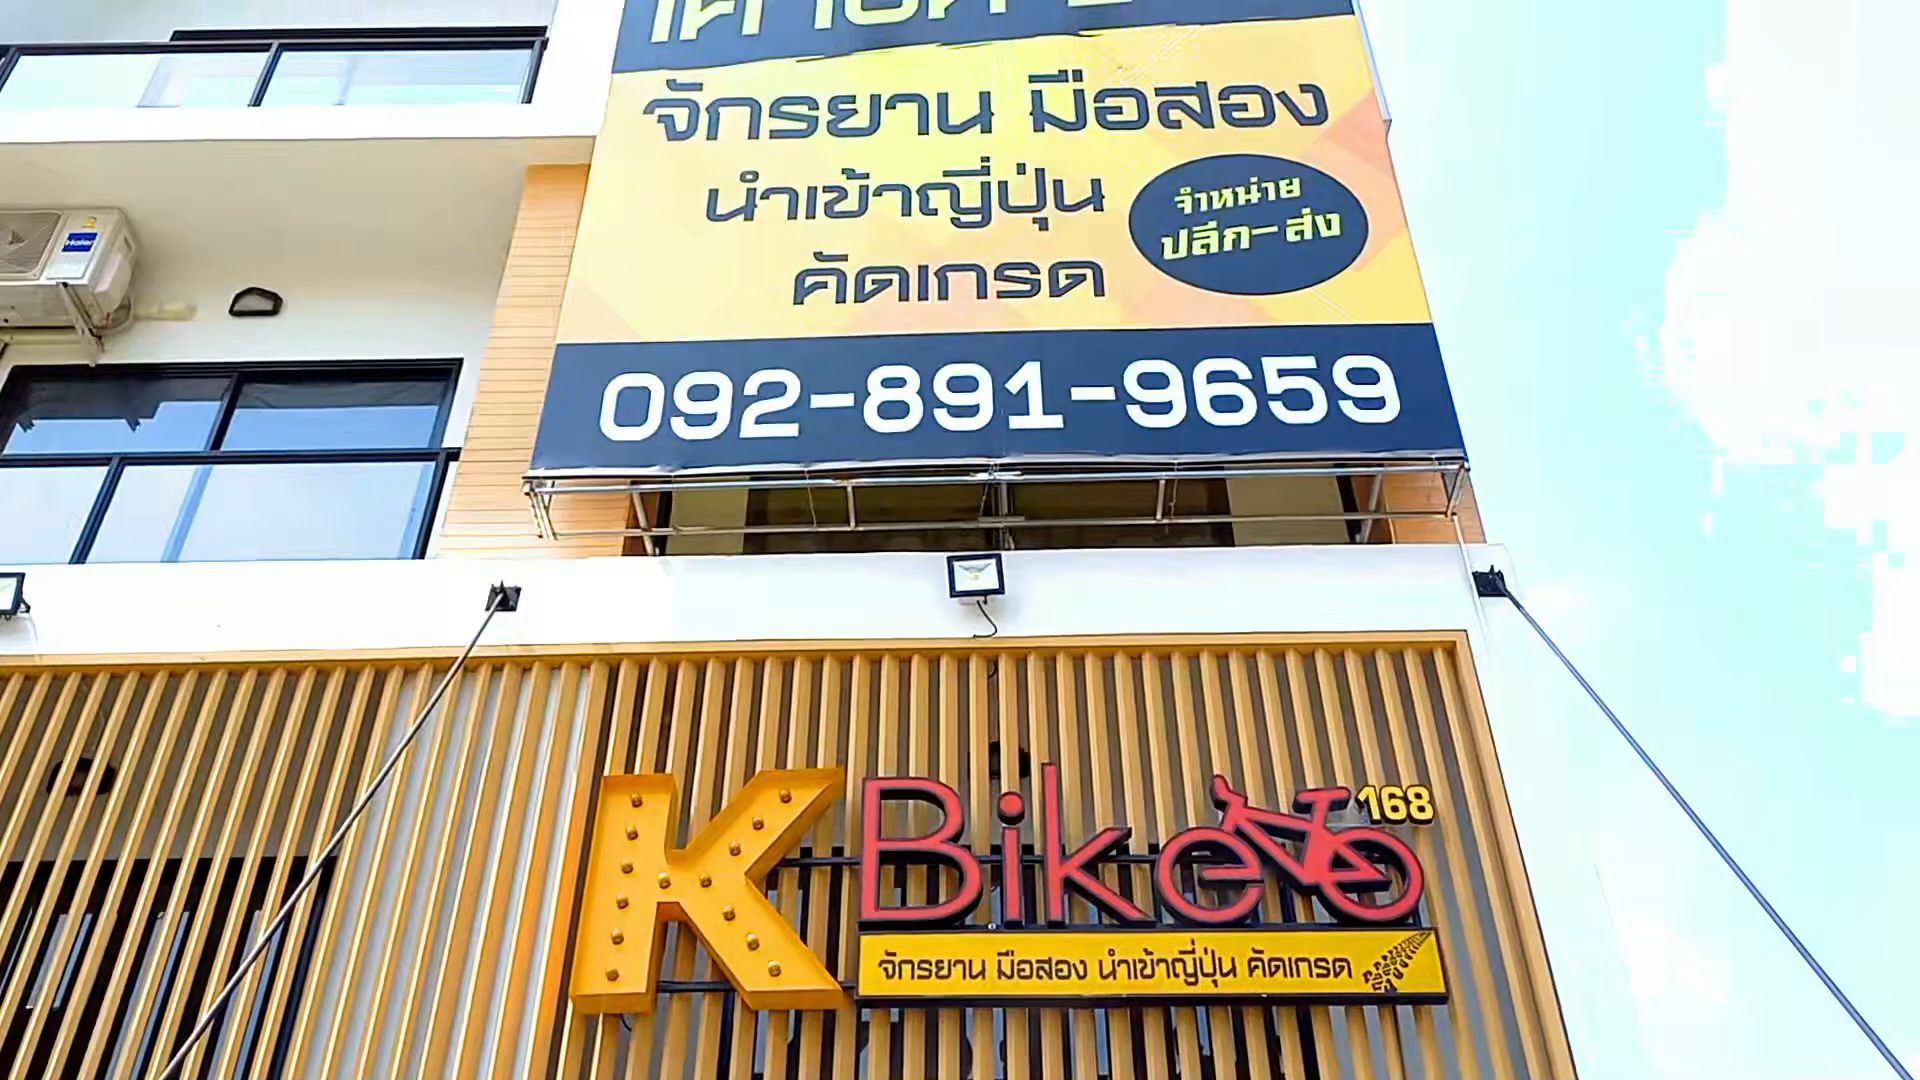 จักรยาน มือสอง
นำเข้าญี่ปุ่น
คัดเกรด
จำหน่าย
ปลีก-ส่ง
092-891-9659
Haier
K Bike 168
จักรยาน มือสอง นำเข้าญี่ปุ่น คัดเกรด